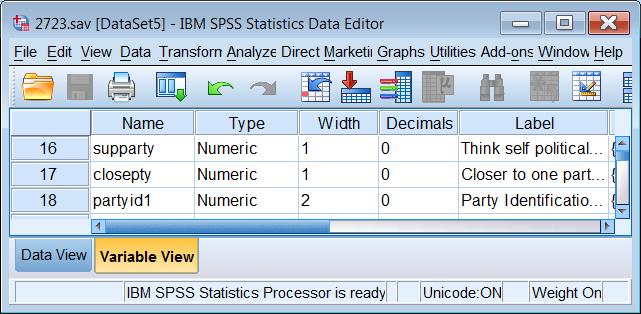 2723.sav [DataSet5] - IBM SPSS Statistics Data Editor
File Edit View Data Transform Analyze Direct Marketi Graphs Utilities Add-ons Window Help
Name Type Width Decimals Label
16 supparty Numeric 1 0 Think self political... {
17 closepty Numeric 1 0 Closer to one part... {
18 partyid1 Numeric 2 0 Party Identificatio... {
Data View Variable View
IBM SPSS Statistics Processor is ready Unicode:ON Weight On